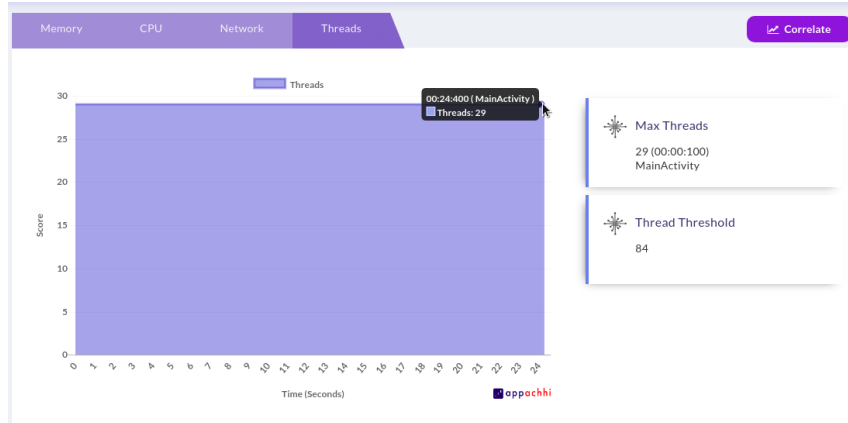 Memory
CPU
Network
Threads
Correlate
Threads
30
25
20
15
10
5
0
Score
00:24:400 ( MainActivity )
Threads: 29
0 1 2 3 4 5 6 7 8 9 10 11 12 13 14 15 16 17 18 19 20 21 22 23 24
Time (Seconds)
appachhi
Max Threads
29 (00:00:100)
MainActivity
Thread Threshold
84